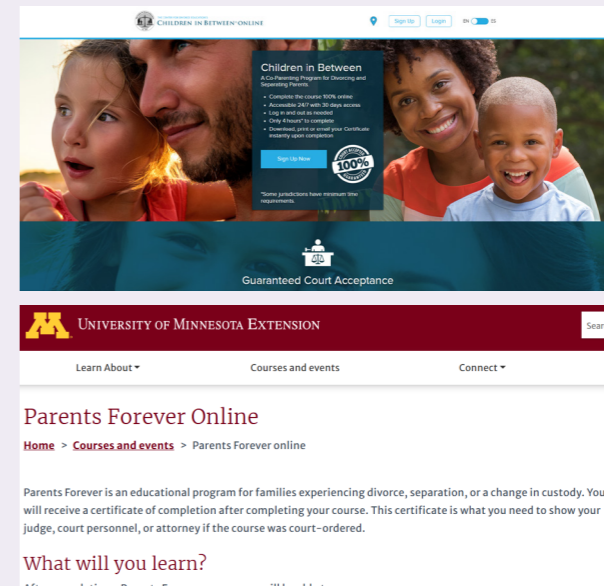 CHILDREN IN BETWEEN ONLINE
Sign Up
Login
EN
ES
Children in Between
A Co-Parenting Program for Divorcing and
Separating Parents
• Complete the course 100% online
• Accessible 24/7 with 30 days access
• Log in and out as needed
• Only 4 hours* to complete
• Download, print or email your Certificate
instantly upon completion
Sign Up Now
100%
*Some jurisdictions have minimum time
requirements.
Guaranteed Court Acceptance
M
UNIVERSITY OF MINNESOTA EXTENSION
Sear
Learn About
Courses and events
Connect
Parents Forever Online
Home > Courses and events > Parents Forever online
Parents Forever is an educational program for families experiencing divorce, separation, or a change in custody. You
will receive a certificate of completion after completing your course. This certificate is what you need to show your
judge, court personnel, or attorney if the course was court-ordered.
What will you learn?